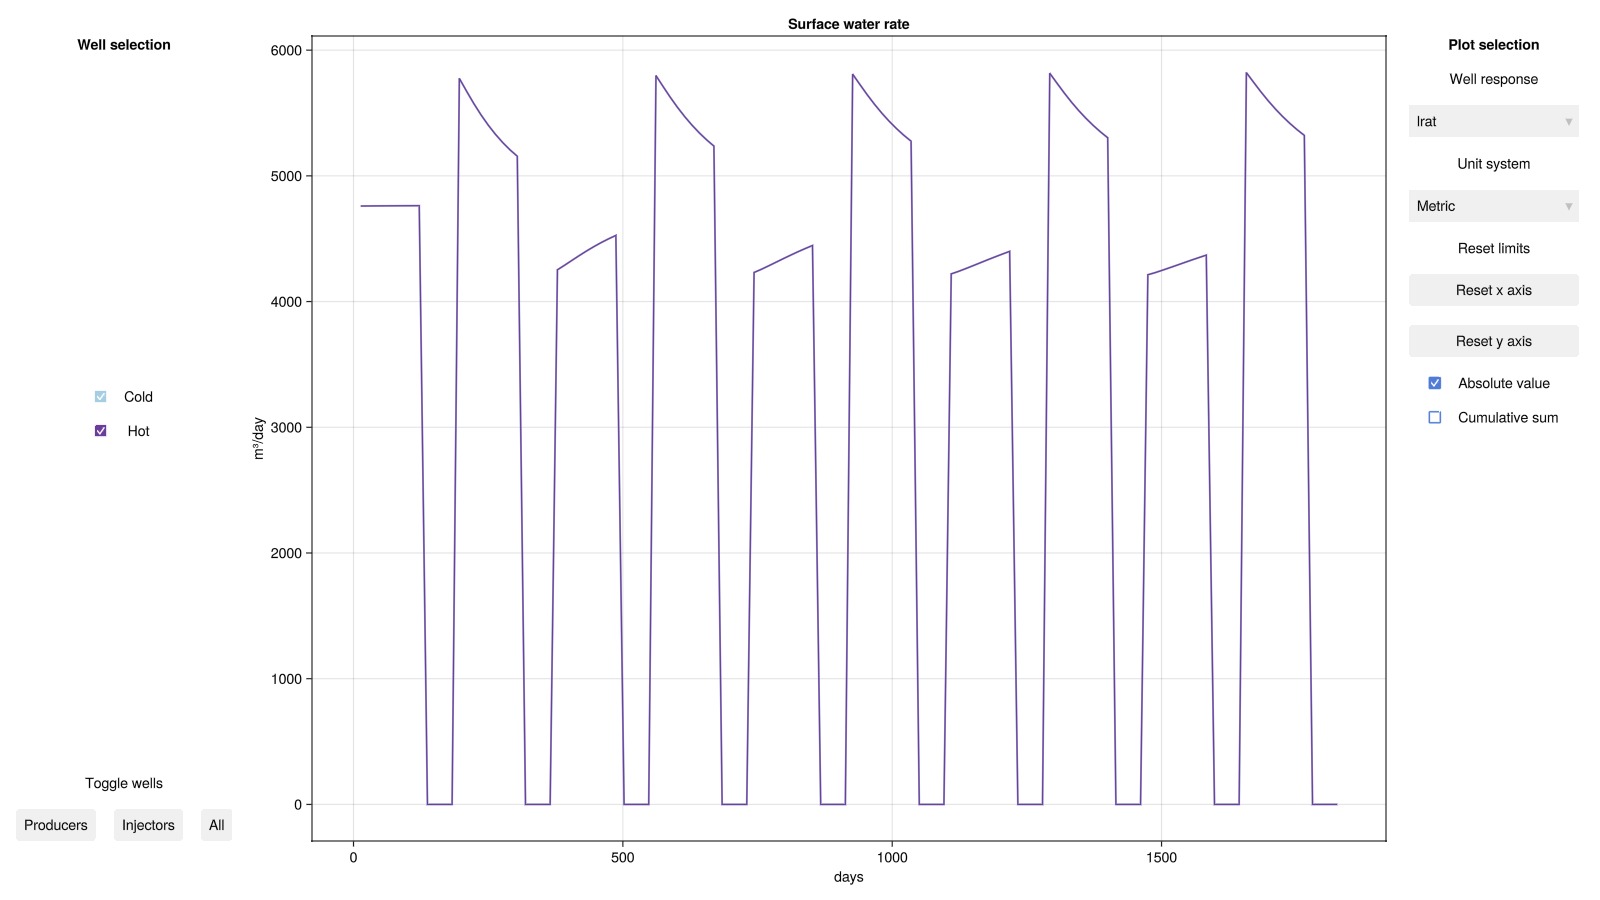 Surface water rate
Well selection
Cold
Hot
Toggle wells
Producers Injectors All
6000
5000
4000
3000
2000
1000
0
m³/day
0 500 1000 1500
days
Plot selection
Well response
lrat
Unit system
Metric
Reset limits
Reset x axis
Reset y axis
Absolute value
Cumulative sum